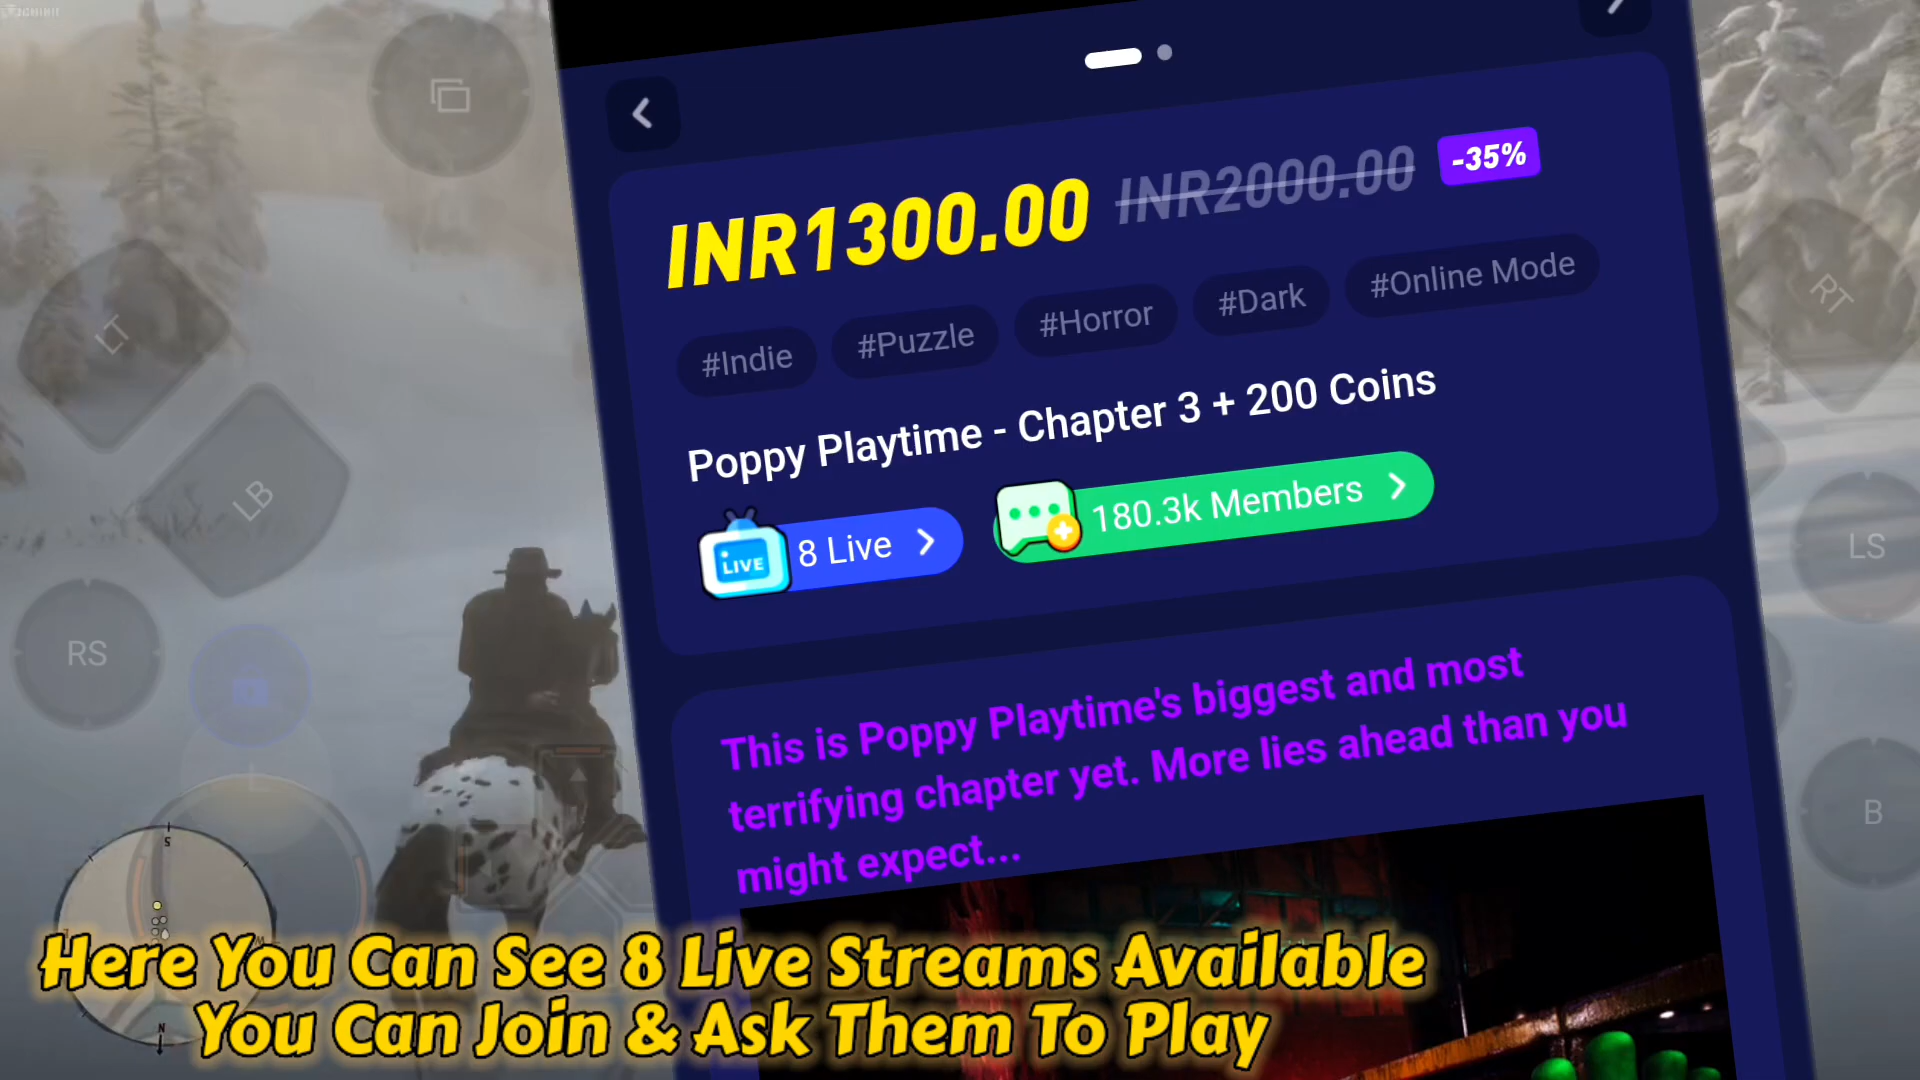 INR1300.00 INR2000.00 -35%
#Indie #Puzzle #Horror #Dark #Online Mode
Poppy Playtime - Chapter 3 + 200 Coins
LIVE 8 Live 180.3k Members
This is Poppy Playtime's biggest and most
terrifying chapter yet. More lies ahead than you
might expect...
LT
LB
RS
L
RT
LS
B
S
W
N
Here You Can See 8 Live Streams Available
You Can Join & Ask Them To Play